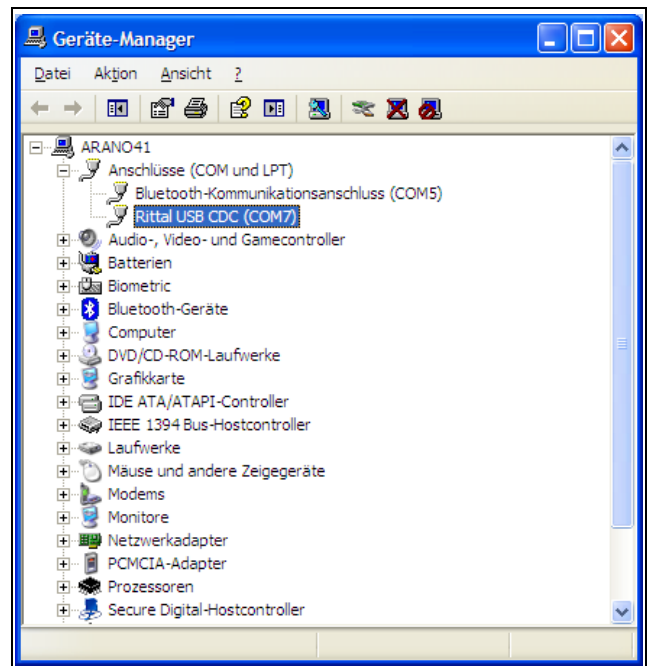 Geräte-Manager
Datei Aktion Ansicht ?
ARANO41
Anschlüsse (COM und LPT)
Bluetooth-Kommunikationsanschluss (COM5)
Rittal USB CDC (COM7)
Audio-, Video- und Gamecontroller
Batterien
Biometric
Bluetooth-Geräte
Computer
DVD/CD-ROM-Laufwerke
Grafikkarte
IDE ATA/ATAPI-Controller
IEEE 1394 Bus-Hostcontroller
Laufwerke
Mäuse und andere Zeigegeräte
Modems
Monitore
Netzwerkadapter
PCMCIA-Adapter
Prozessoren
Secure Digital-Hostcontroller